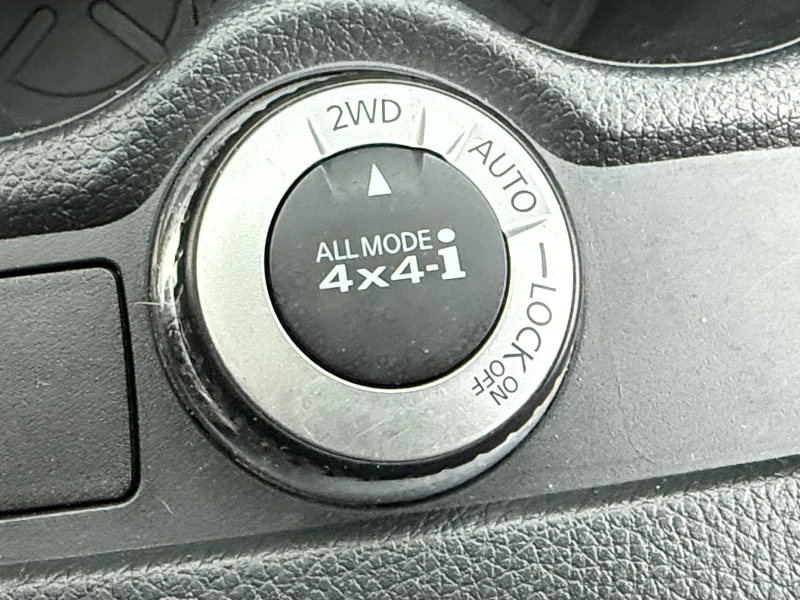 2WD
AUTO
LOCK
ON
OFF
ALL MODE
4x4-i